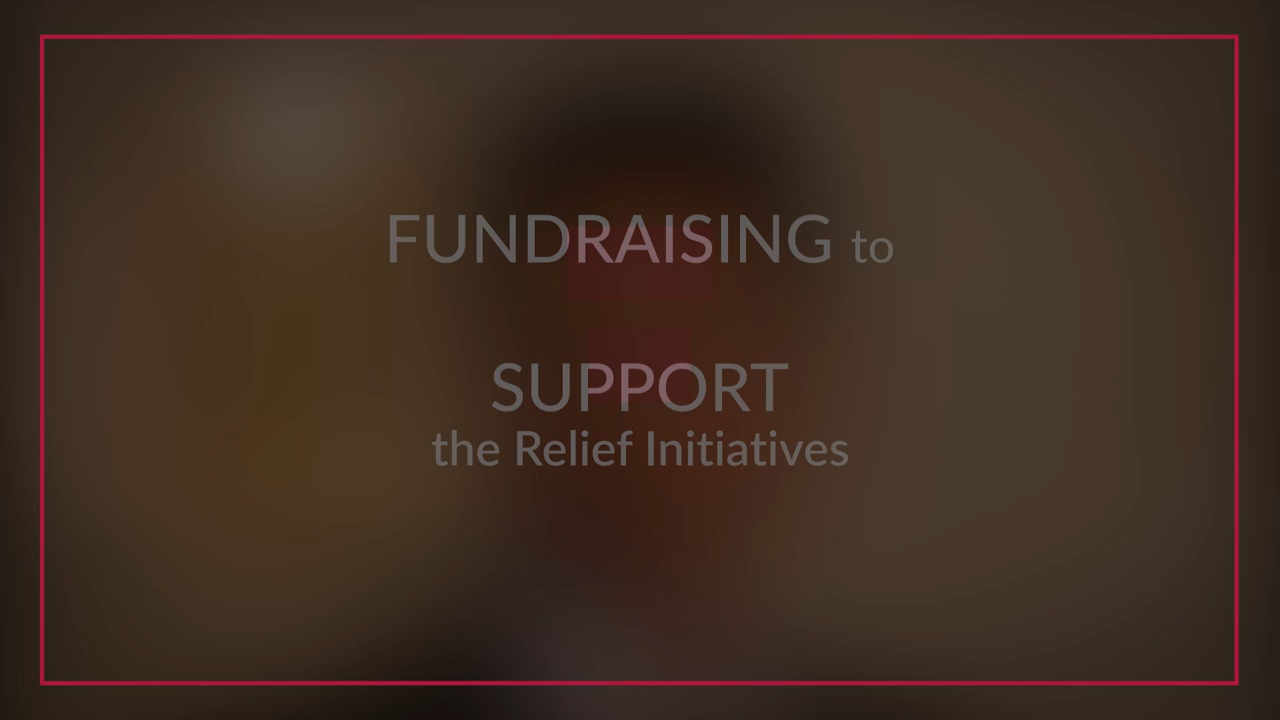 FUNDRAISING to
SUPPORT
the Relief Initiatives